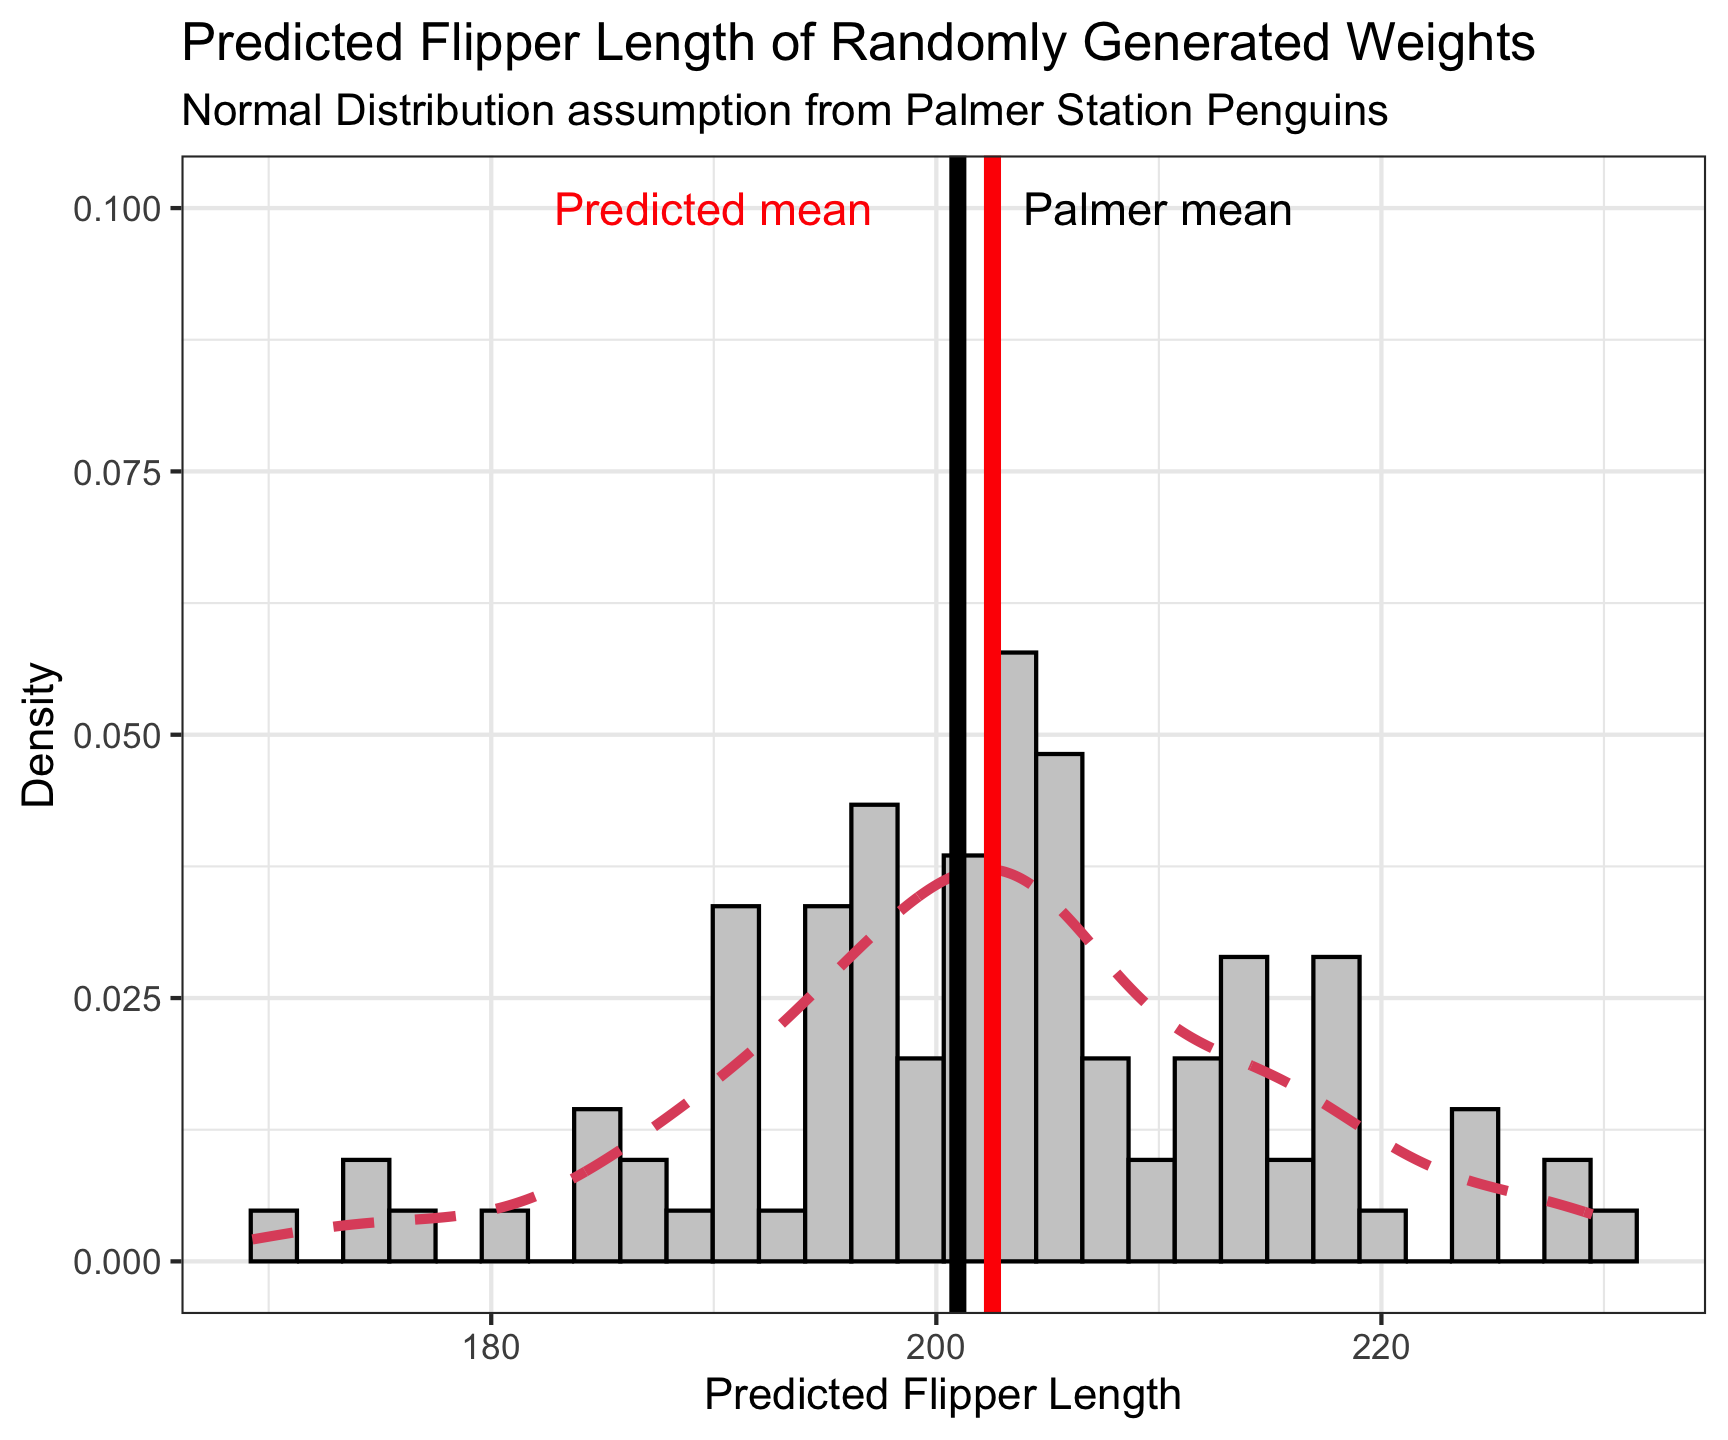 Predicted Flipper Length of Randomly Generated Weights
Normal Distribution assumption from Palmer Station Penguins
Predicted mean
Palmer mean
0.100
0.075
0.050
0.025
0.000
Density
180
200
220
Predicted Flipper Length